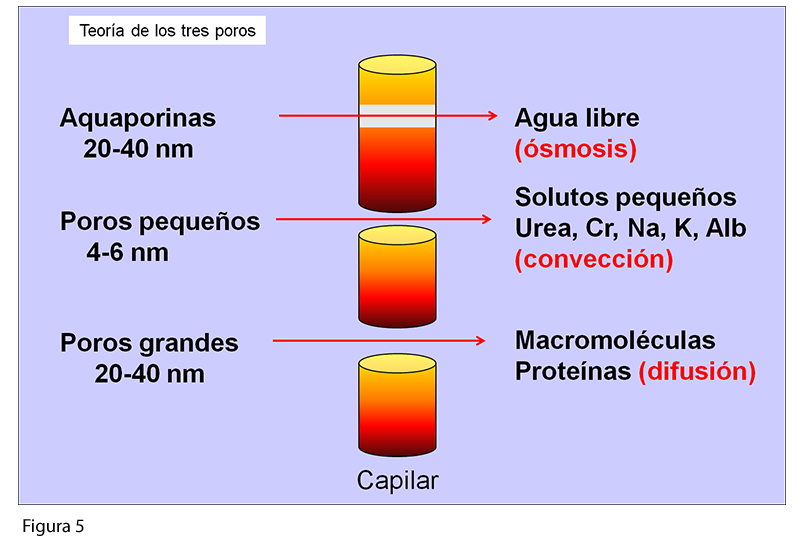 Teoría de los tres poros
Aquaporinas
20-40 nm
Agua libre
(ósmosis)
Poros pequeños
4-6 nm
Solutos pequeños
Urea, Cr, Na, K, Alb
(convección)
Poros grandes
20-40 nm
Macromoléculas
Proteínas (difusión)
Capilar
Figura 5